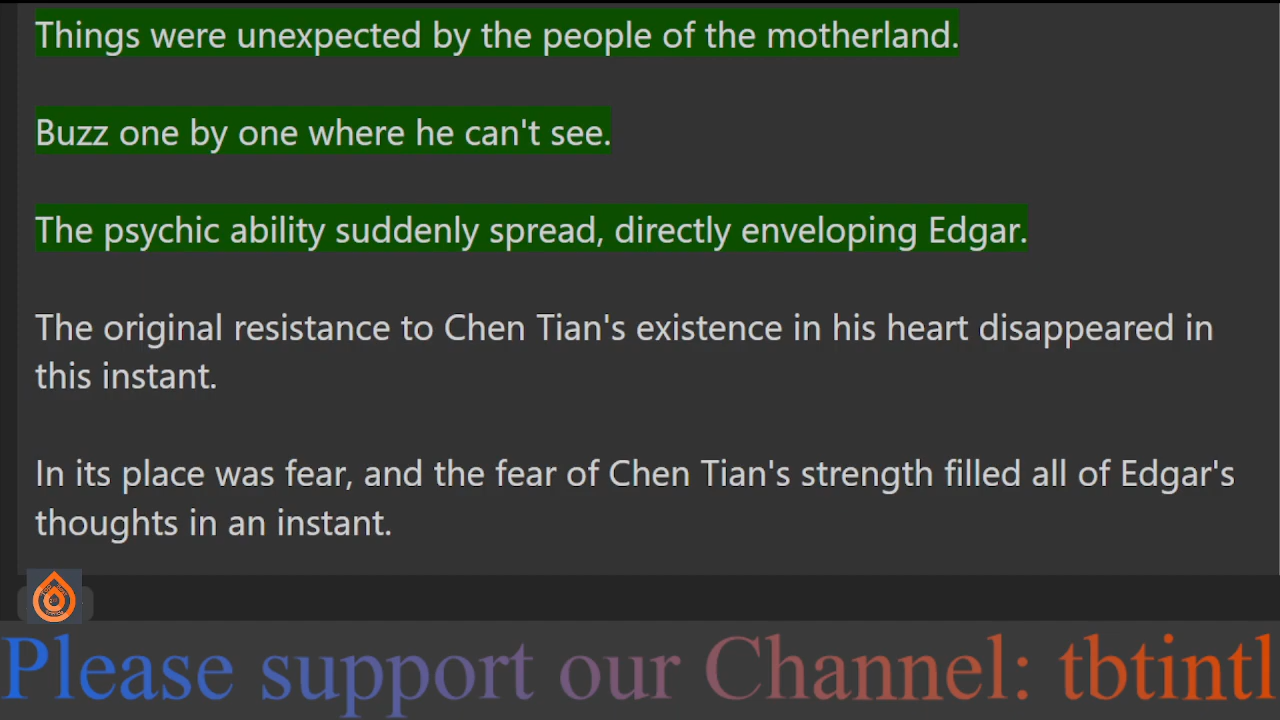 Things were unexpected by the people of the motherland.
Buzz one by one where he can't see.
The psychic ability suddenly spread, directly enveloping Edgar.
The original resistance to Chen Tian's existence in his heart disappeared in
this instant.
In its place was fear, and the fear of Chen Tian's strength filled all of Edgar's
thoughts in an instant.
Please support our Channel: tbtintl